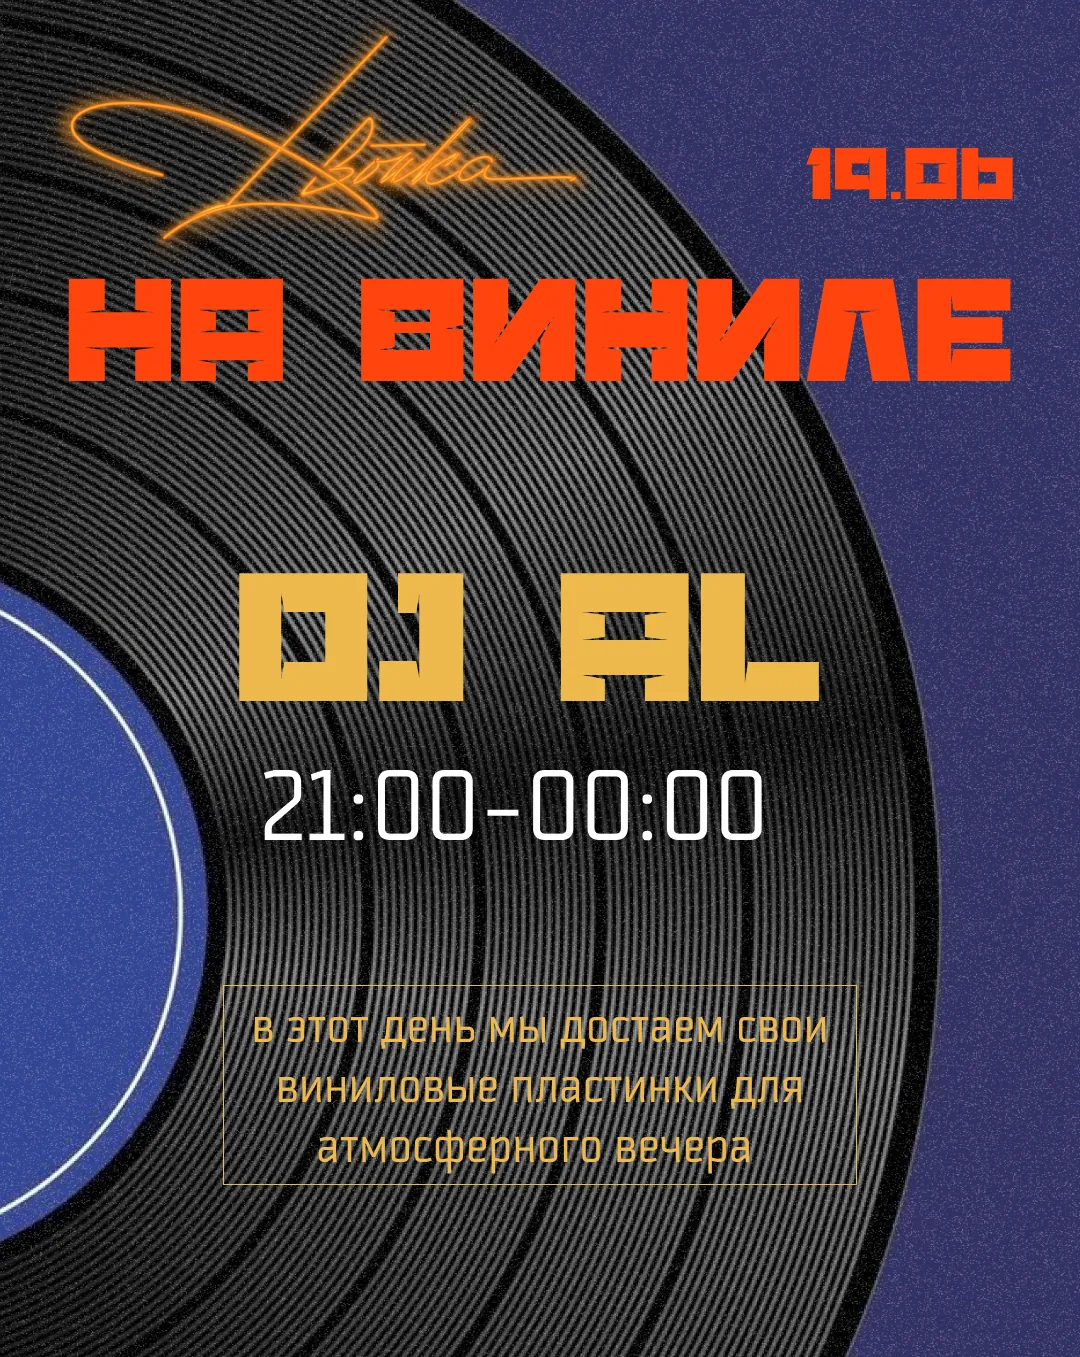 Двойка
19.06
НА ВИНИЛЕ
DJ AL
21:00-00:00
в этот день мы достаем свои
виниловые пластинки для
атмосферного вечера